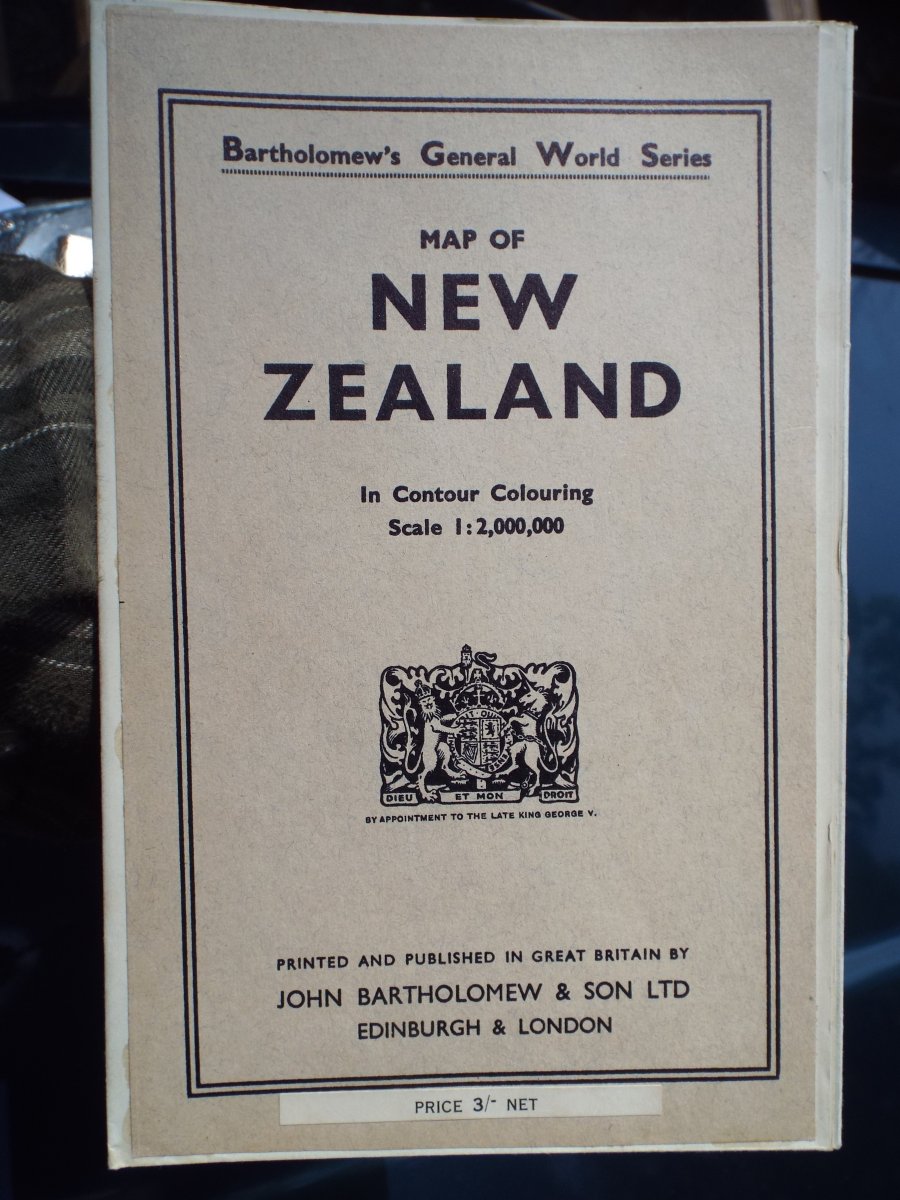 Bartholomew's General World Series
MAP OF
NEW
ZEALAND
In Contour Colouring
Scale 1:2,000,000
DIEU ET MON DROIT
BY APPOINTMENT TO THE LATE KING GEORGE V.
PRINTED AND PUBLISHED IN GREAT BRITAIN BY
JOHN BARTHOLOMEW & SON LTD
EDINBURGH & LONDON
PRICE 3/- NET